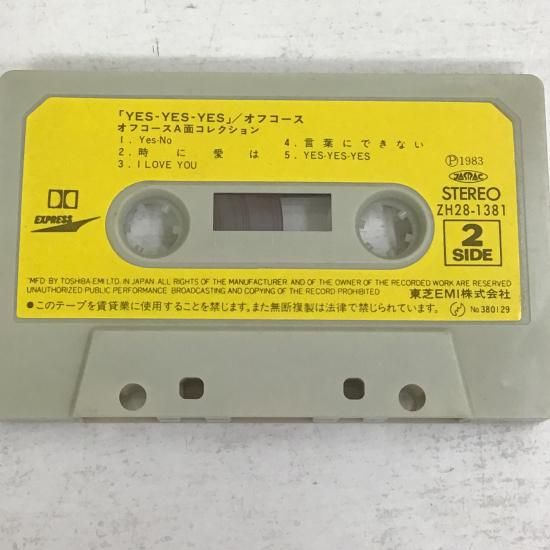 「YES-YES-YES」/オフコース
オフコースA面コレクション
1. Yes-No
2. 時に愛は
3. I LOVE YOU
4. 言葉にできない
5. YES-YES-YES
Ⓟ1983
JASRAC
STEREO
ZH28-1381
2
SIDE
EXPRESS
"MFD BY TOSHIBA-EMI LTD. IN JAPAN ALL RIGHTS OF THE MANUFACTURER AND OF THE OWNER OF THE RECORDED WORK ARE RESERVED
UNAUTHORIZED PUBLIC PERFORMANCE BROADCASTING AND COPYING OF THE RECORD PROHIBITED
東芝EMI株式会社
●このテープを賃貸業に使用することを禁じます。また無断複製は法律で禁じられています。
No.380129